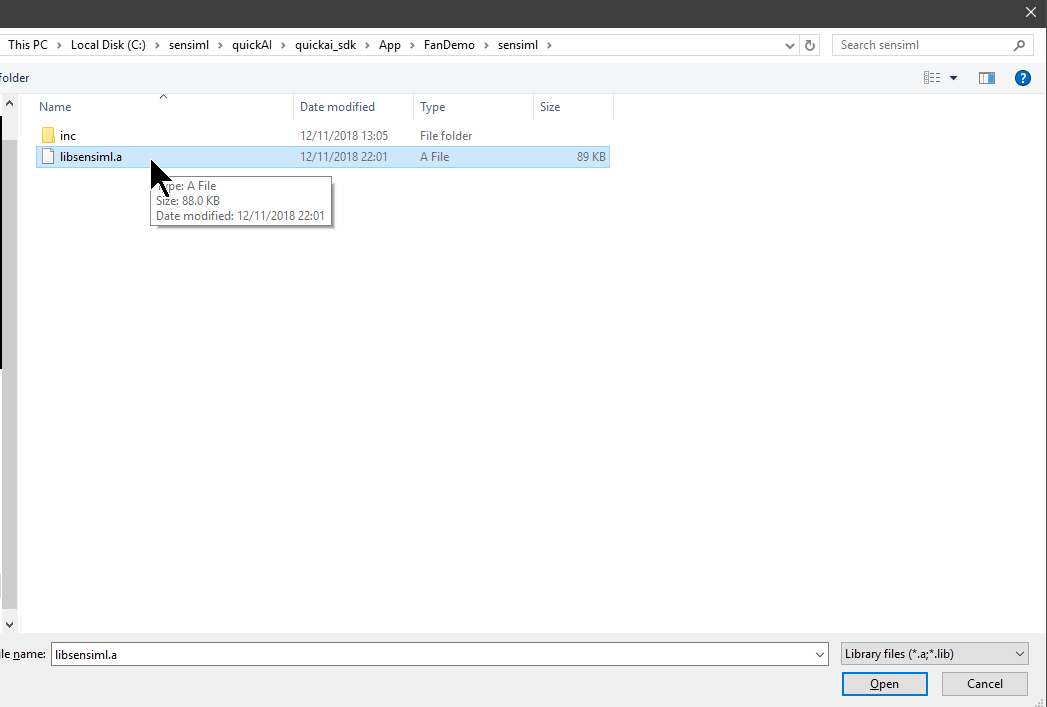 This PC > Local Disk (C:) > sensiml > quickAI > quickai_sdk > App > FanDemo > sensiml >
Search sensiml
folder
Name Date modified Type Size
inc 12/11/2018 13:05 File folder
libsensiml.a 12/11/2018 22:01 A File 89 KB
ype: A File
Size: 88.0 KB
Date modified: 12/11/2018 22:01
ile name: libsensiml.a Library files (*.a;*.lib)
Open Cancel